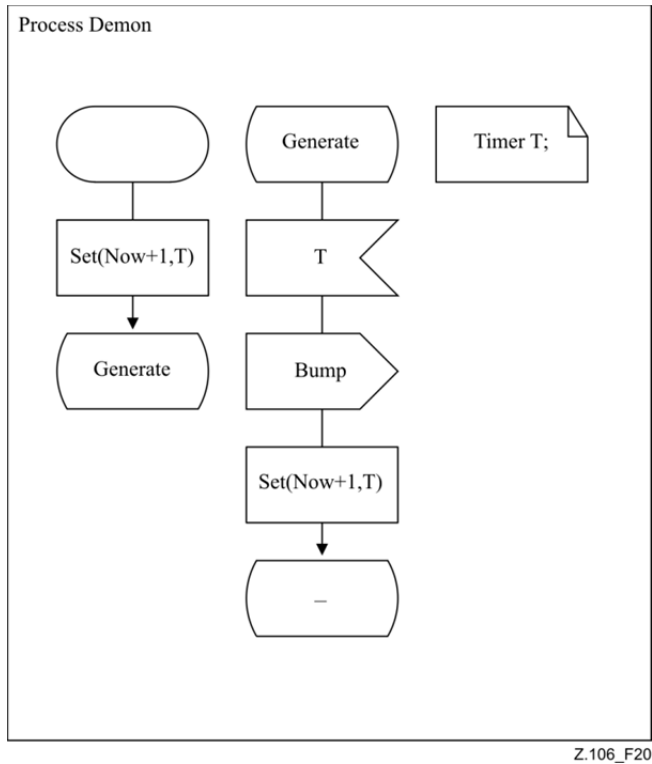 Process Demon
Generate
Timer T;
Set(Now+1,T)
T
Generate
Bump
Set(Now+1,T)
–
Z.106_F20